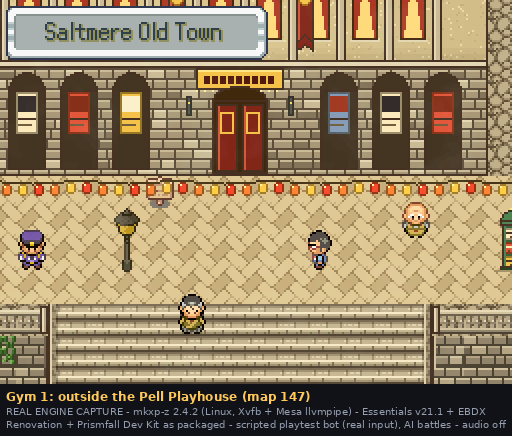 Saltmere Old Town
Gym 1: outside the Pell Playhouse (map 147)
REAL ENGINE CAPTURE - mkxp-z 2.4.2 (Linux, Xvfb + Mesa llvmpipe) - Essentials v21.1 + EBDX
Renovation + Prismfall Dev Kit as packaged - scripted playtest bot (real input), AI battles - audio off